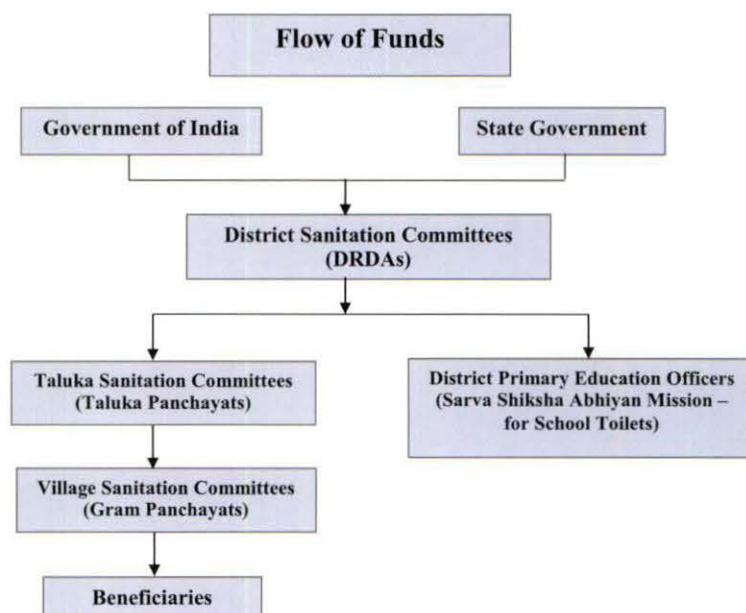 Flow of Funds
Government of India
State Government
District Sanitation Committees
(DRDAs)
Taluka Sanitation Committees
(Taluka Panchayats)
District Primary Education Officers
(Sarva Shiksha Abhiyan Mission –
for School Toilets)
Village Sanitation Committees
(Gram Panchayats)
Beneficiaries